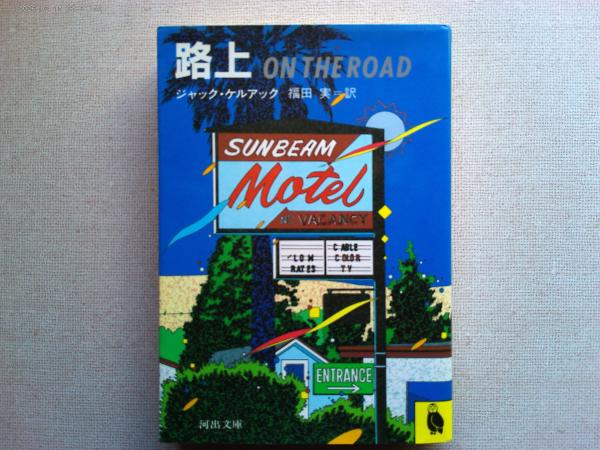 路上 ON THE ROAD
ジャック・ケルアック 福田 実=訳
SUNBEAM
Motel
NO VACANCY
LOW
RATES
CABLE
COLOR
TV
ENTRANCE
河出文庫